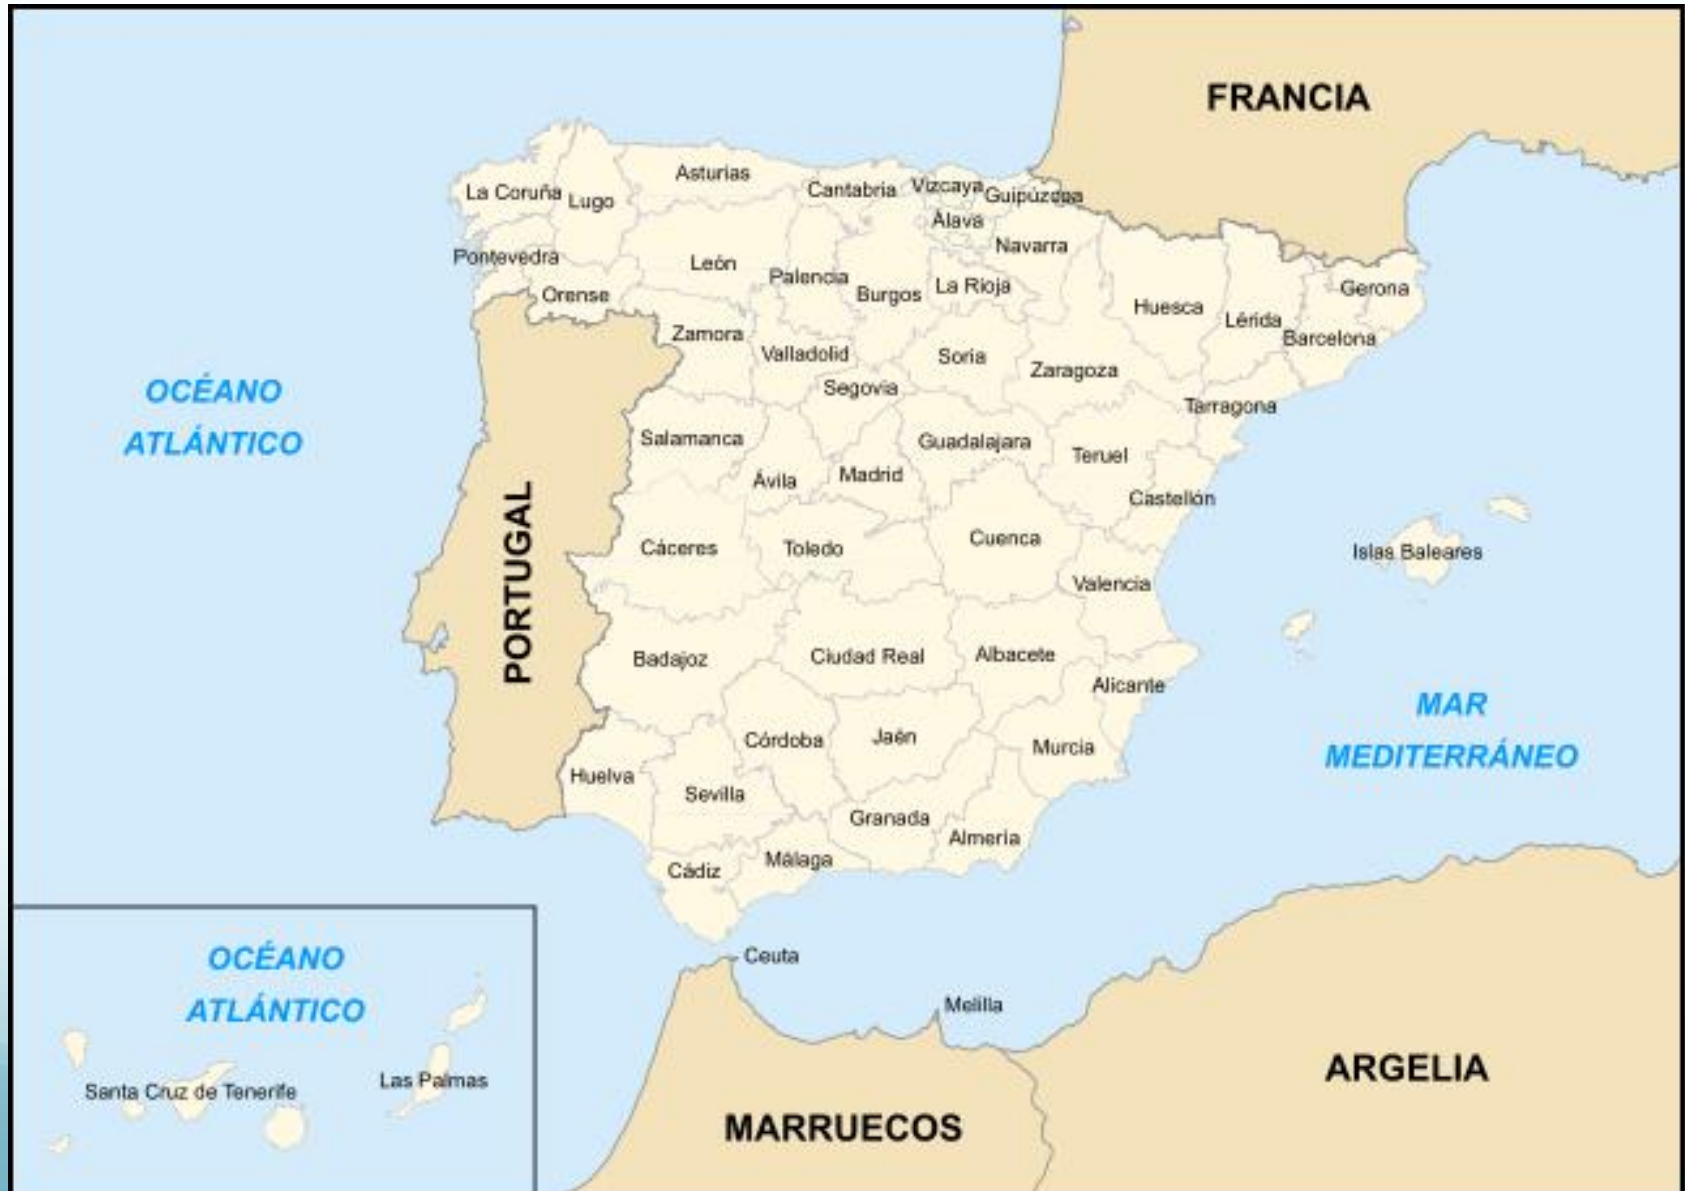 FRANCIA
La Coruña
Lugo
Asturias
Cantabria
Vizcaya
Guipúzcoa
Álava
Navarra
Pontevedra
Orense
León
Palencia
Burgos
La Rioja
Huesca
Lérida
Gerona
Barcelona
Zamora
Valladolid
Soria
Zaragoza
Segovia
Tarragona
OCÉANO
ATLÁNTICO
Salamanca
Ávila
Madrid
Guadalajara
Teruel
Castellón
PORTUGAL
Cáceres
Toledo
Cuenca
Valencia
Islas Baleares
Badajoz
Ciudad Real
Albacete
Alicante
MAR
MEDITERRÁNEO
Huelva
Sevilla
Córdoba
Jaén
Murcia
Granada
Almería
Cádiz
Málaga
Ceuta
Melilla
OCÉANO
ATLÁNTICO
Santa Cruz de Tenerife
Las Palmas
MARRUECOS
ARGELIA